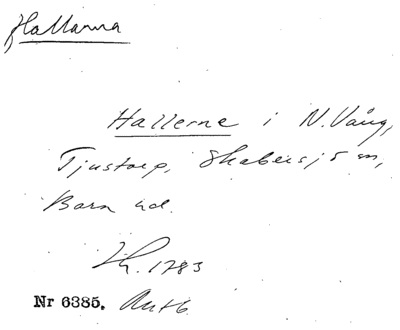 Hallarna
Hallerne i N. Vång,
Tjustorp, Skabersjö sn,
Bara hd.
1783
Nr 6385.